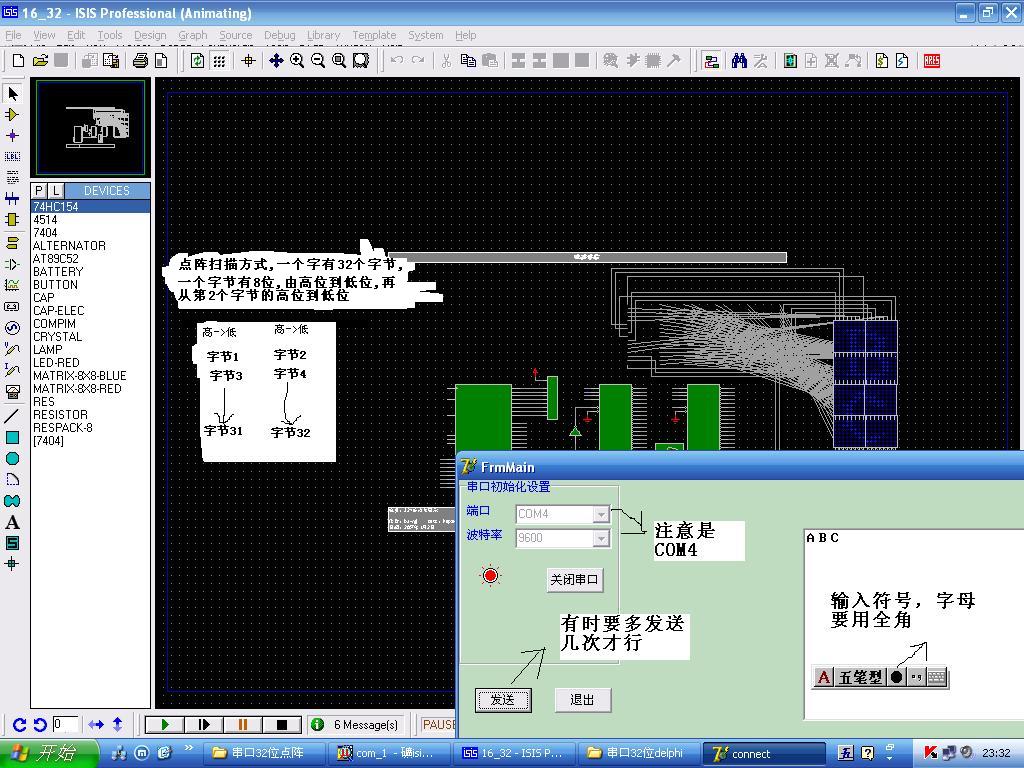 16_32 - ISIS Professional (Animating)
File View Edit Tools Design Graph Source Debug Library Template System Help
P L DEVICES
74HC154
4514
7404
ALTERNATOR
AT89C52
BATTERY
BUTTON
CAP
CAP-ELEC
COMPIM
CRYSTAL
LAMP
LED-RED
MATRIX-8X8-BLUE
MATRIX-8X8-RED
RES
RESISTOR
RESPACK-8
[7404]
点阵扫描方式,一个字有32个字节,
一个字节有8位,由高位到低位,再
从第2个字节的高位到低位
高->低 高->低
字节1 字节2
字节3 字节4
字节31 字节32
FrmMain
串口初始化设置
端口 COM4
波特率 9600
关闭串口
注意是
COM4
有时要多发送
几次才行
发送 退出
ＡＢＣ
输入符号，字母
要用全角
A 五笔型
0 6 Message(s) PAUSE
开始 串口32位点阵 16_32 - ISIS P... 串口32位delphi connect 五 23:32